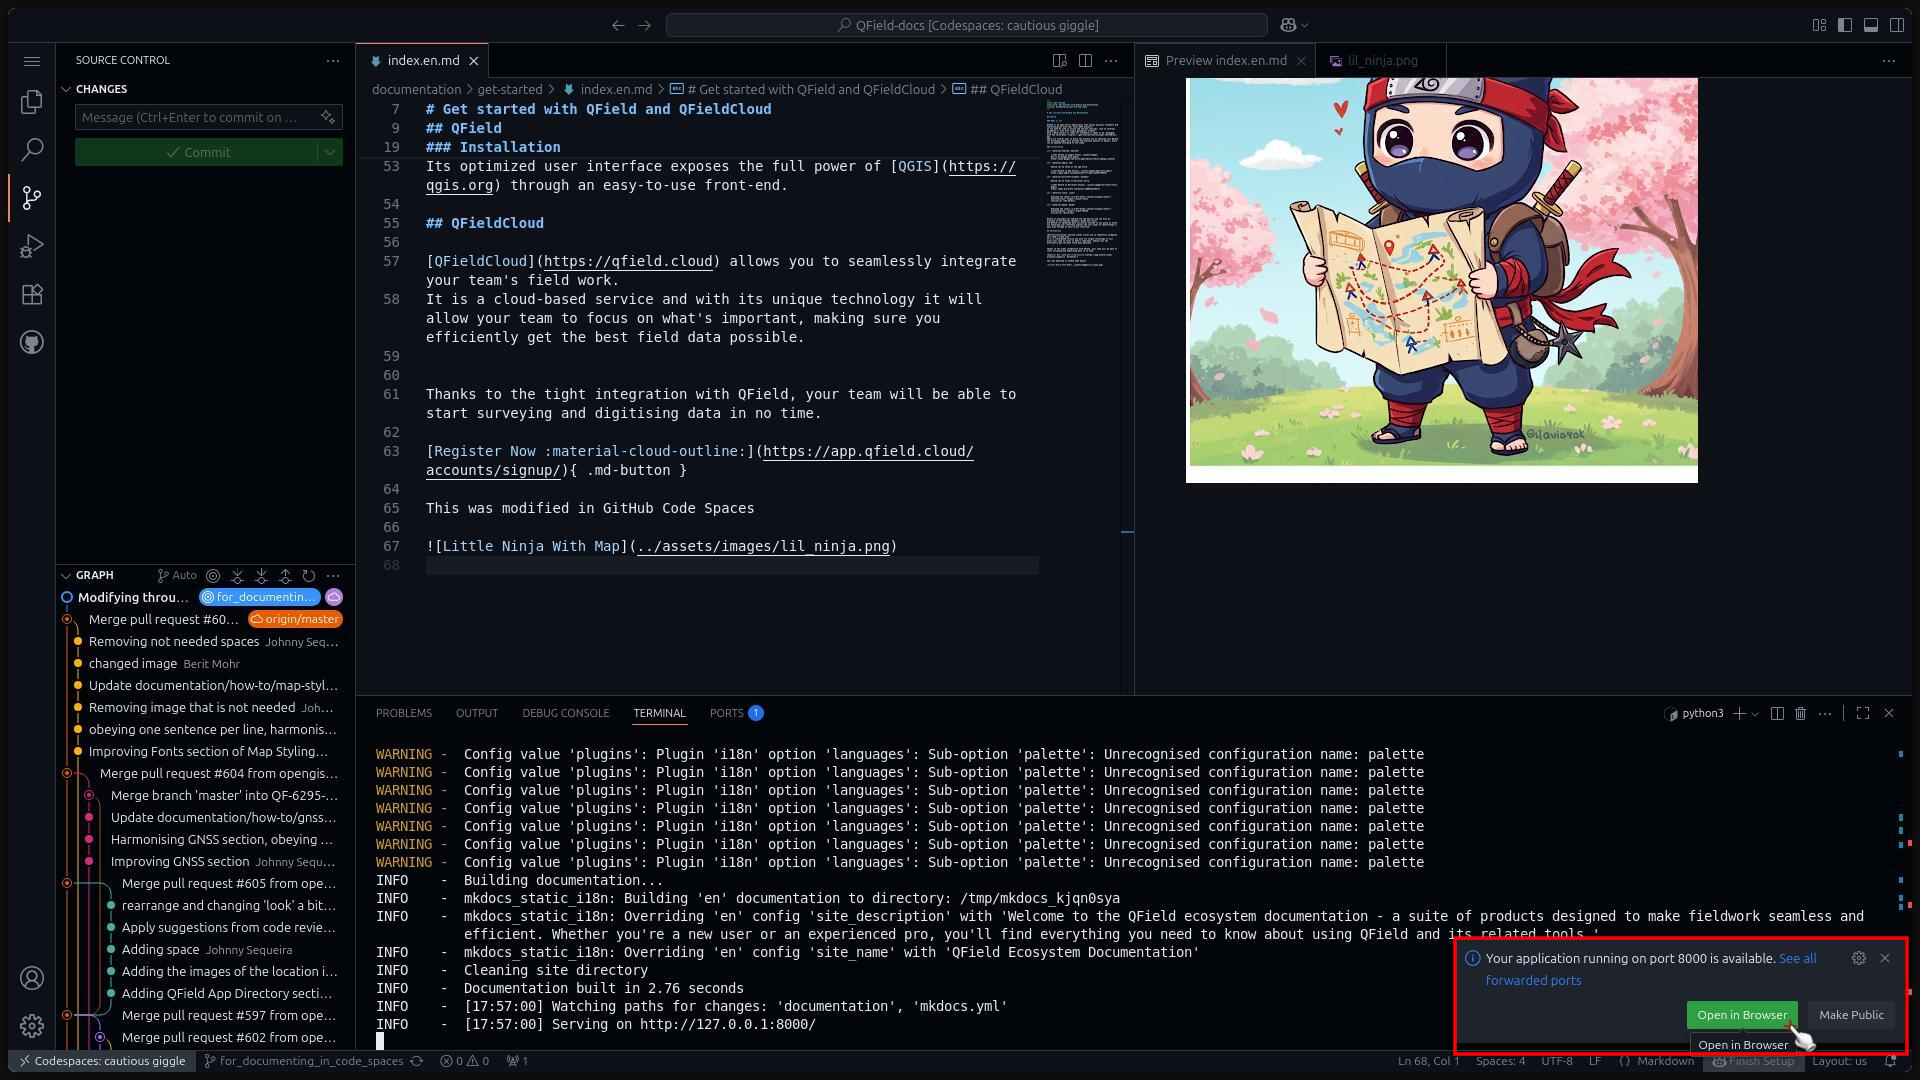 QField-docs [Codespaces: cautious giggle]
SOURCE CONTROL
CHANGES
Message (Ctrl+Enter to commit on ...
Commit
index.en.md
documentation > get-started > index.en.md > # Get started with QField and QFieldCloud > ## QFieldCloud
7 # Get started with QField and QFieldCloud
9 ## QField
19 ### Installation
53 Its optimized user interface exposes the full power of [QGIS](https://
qgis.org) through an easy-to-use front-end.
54
55 ## QFieldCloud
56
57 [QFieldCloud](https://qfield.cloud) allows you to seamlessly integrate
your team's field work.
58 It is a cloud-based service and with its unique technology it will
allow your team to focus on what's important, making sure you
efficiently get the best field data possible.
59
60
61 Thanks to the tight integration with QField, your team will be able to
start surveying and digitising data in no time.
62
63 [Register Now :material-cloud-outline:](https://app.qfield.cloud/
accounts/signup/){ .md-button }
64
65 This was modified in GitHub Code Spaces
66
67 ![Little Ninja With Map](../assets/images/lil_ninja.png)
68
Preview index.en.md
lil_ninja.png
GRAPH Auto
Modifying throu... for_documentin...
Merge pull request #60... origin/master
Removing not needed spaces Johnny Seq...
changed image Berit Mohr
Update documentation/how-to/map-styl...
Removing image that is not needed Joh...
obeying one sentence per line, harmonis...
Improving Fonts section of Map Styling...
Merge pull request #604 from opengis...
Merge branch 'master' into QF-6295-...
Update documentation/how-to/gnss...
Harmonising GNSS section, obeying ...
Improving GNSS section Johnny Sequ...
Merge pull request #605 from ope...
rearrange and changing 'look' a bit...
Apply suggestions from code revie...
Adding space Johnny Sequeira
Adding the images of the location i...
Adding QField App Directory secti...
Merge pull request #597 from ope...
Merge pull request #602 from ope...
PROBLEMS OUTPUT DEBUG CONSOLE TERMINAL PORTS 1
python3
WARNING - Config value 'plugins': Plugin 'i18n' option 'languages': Sub-option 'palette': Unrecognised configuration name: palette
WARNING - Config value 'plugins': Plugin 'i18n' option 'languages': Sub-option 'palette': Unrecognised configuration name: palette
WARNING - Config value 'plugins': Plugin 'i18n' option 'languages': Sub-option 'palette': Unrecognised configuration name: palette
WARNING - Config value 'plugins': Plugin 'i18n' option 'languages': Sub-option 'palette': Unrecognised configuration name: palette
WARNING - Config value 'plugins': Plugin 'i18n' option 'languages': Sub-option 'palette': Unrecognised configuration name: palette
WARNING - Config value 'plugins': Plugin 'i18n' option 'languages': Sub-option 'palette': Unrecognised configuration name: palette
WARNING - Config value 'plugins': Plugin 'i18n' option 'languages': Sub-option 'palette': Unrecognised configuration name: palette
INFO - Building documentation...
INFO - mkdocs_static_i18n: Building 'en' documentation to directory: /tmp/mkdocs_kjqn0sya
INFO - mkdocs_static_i18n: Overriding 'en' config 'site_description' with 'Welcome to the QField ecosystem documentation - a suite of products designed to make fieldwork seamless and
efficient. Whether you're a new user or an experienced pro, you'll find everything you need to know about using QField and its related tools.'
INFO - mkdocs_static_i18n: Overriding 'en' config 'site_name' with 'QField Ecosystem Documentation'
INFO - Cleaning site directory
INFO - Documentation built in 2.76 seconds
INFO - [17:57:00] Watching paths for changes: 'documentation', 'mkdocs.yml'
INFO - [17:57:00] Serving on http://127.0.0.1:8000/
Your application running on port 8000 is available. See all
forwarded ports
Open in Browser
Make Public
Open in Browser
Codespaces: cautious giggle for_documenting_in_code_spaces 0 0 1
Ln 68, Col 1 Spaces: 4 UTF-8 LF Markdown Finish Setup Layout: us